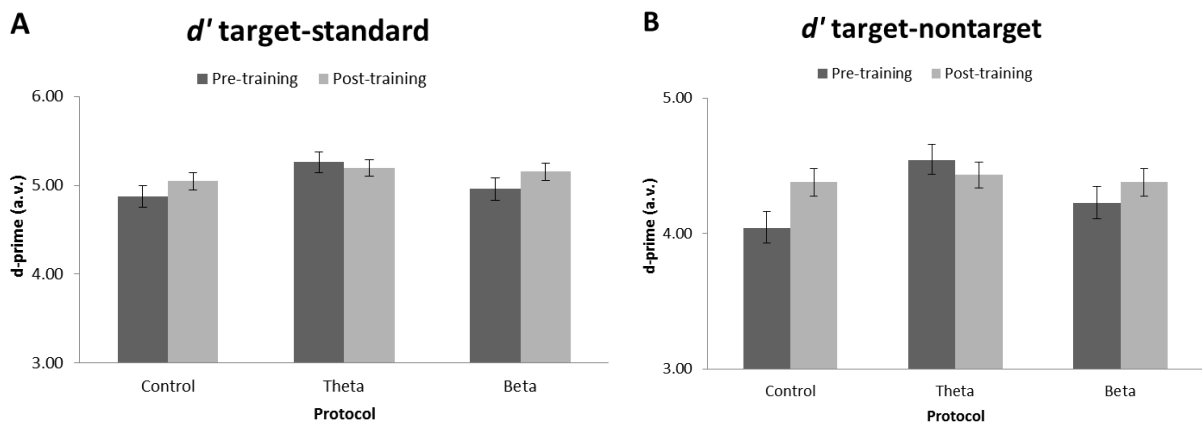 A
d' target-standard
Pre-training Post-training
6.00
5.00
4.00
3.00
d-prime (a.v.)
Control Theta Beta
Protocol
B
d' target-nontarget
Pre-training Post-training
5.00
4.00
3.00
d-prime (a.v.)
Control Theta Beta
Protocol